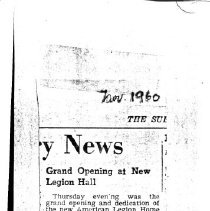 Nov. 1960
THE SU
ry News
Grand Opening at New
Legion Hall
Thursday evening was the
grand opening and dedication of
the new American Legion Home